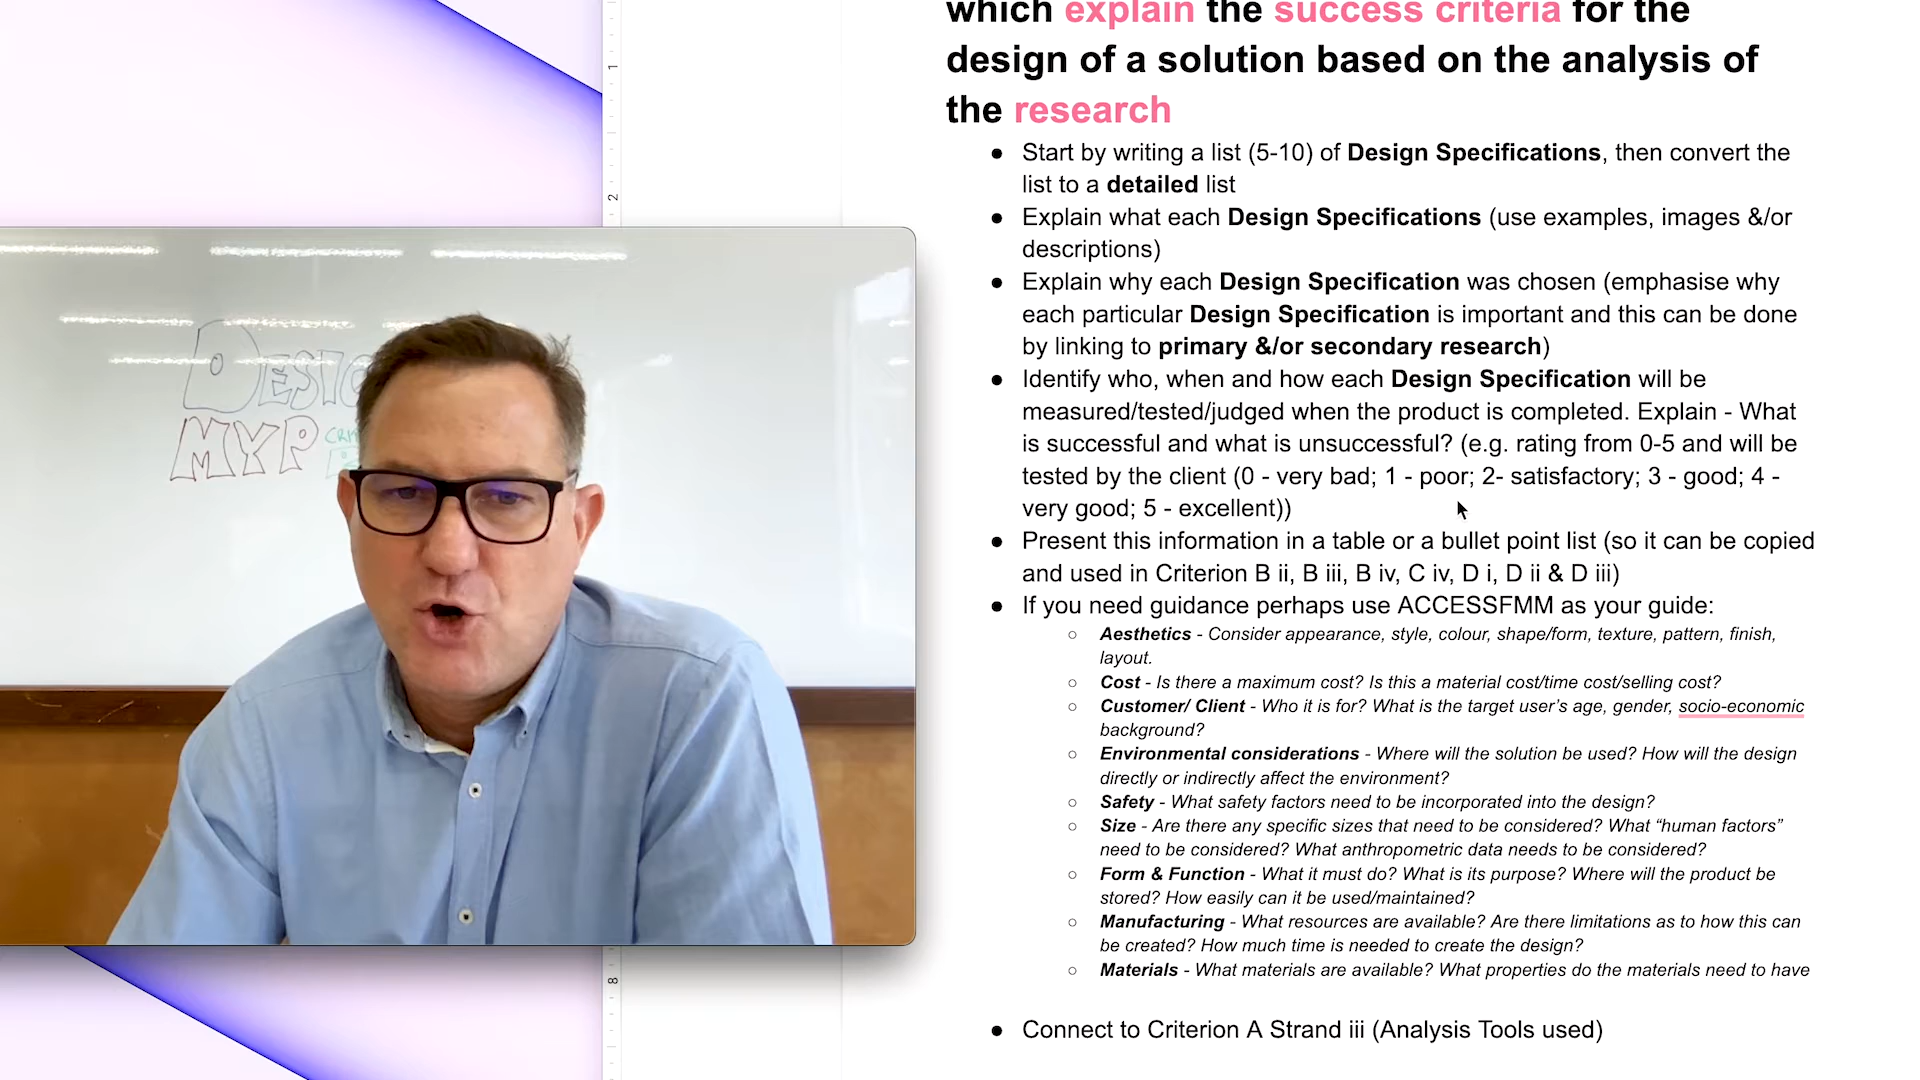 which explain the success criteria for the
design of a solution based on the analysis of
the research
● Start by writing a list (5-10) of Design Specifications, then convert the
list to a detailed list
● Explain what each Design Specifications (use examples, images &/or
descriptions)
● Explain why each Design Specification was chosen (emphasise why
each particular Design Specification is important and this can be done
by linking to primary &/or secondary research)
● Identify who, when and how each Design Specification will be
measured/tested/judged when the product is completed. Explain - What
is successful and what is unsuccessful? (e.g. rating from 0-5 and will be
tested by the client (0 - very bad; 1 - poor; 2- satisfactory; 3 - good; 4 -
very good; 5 - excellent))
● Present this information in a table or a bullet point list (so it can be copied
and used in Criterion B ii, B iii, B iv, C iv, D i, D ii & D iii)
● If you need guidance perhaps use ACCESSFMM as your guide:
○ Aesthetics - Consider appearance, style, colour, shape/form, texture, pattern, finish,
layout.
○ Cost - Is there a maximum cost? Is this a material cost/time cost/selling cost?
○ Customer/ Client - Who it is for? What is the target user’s age, gender, socio-economic
background?
○ Environmental considerations - Where will the solution be used? How will the design
directly or indirectly affect the environment?
○ Safety - What safety factors need to be incorporated into the design?
○ Size - Are there any specific sizes that need to be considered? What “human factors”
need to be considered? What anthropometric data needs to be considered?
○ Form & Function - What it must do? What is its purpose? Where will the product be
stored? How easily can it be used/maintained?
○ Manufacturing - What resources are available? Are there limitations as to how this can
be created? How much time is needed to create the design?
○ Materials - What materials are available? What properties do the materials need to have
● Connect to Criterion A Strand iii (Analysis Tools used)
1
2
8
MYP